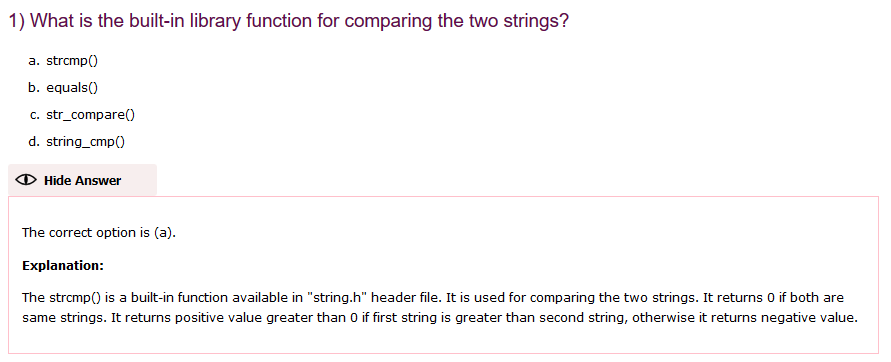 1) What is the built-in library function for comparing the two strings?
a. strcmp()
b. equals()
c. str_compare()
d. string_cmp()
Hide Answer
The correct option is (a).
Explanation:
The strcmp() is a built-in function available in "string.h" header file. It is used for comparing the two strings. It returns 0 if both are
same strings. It returns positive value greater than 0 if first string is greater than second string, otherwise it returns negative value.